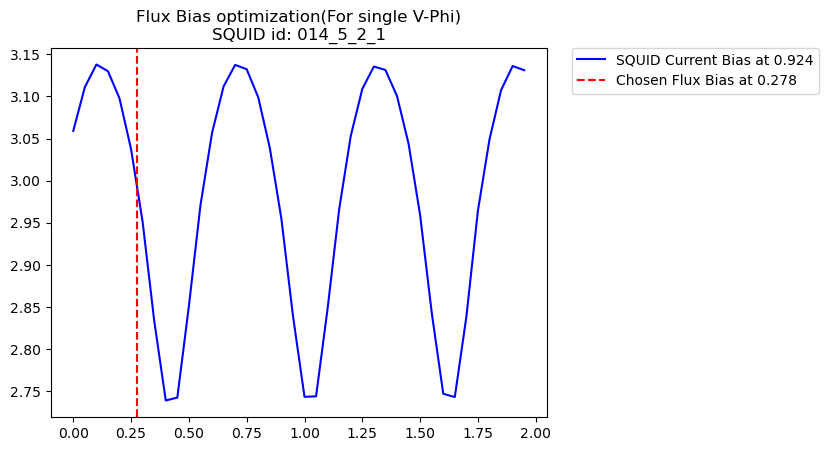 Flux Bias optimization(For single V-Phi)
SQUID id: 014_5_2_1
SQUID Current Bias at 0.924
Chosen Flux Bias at 0.278
3.15
3.10
3.05
3.00
2.95
2.90
2.85
2.80
2.75
0.00 0.25 0.50 0.75 1.00 1.25 1.50 1.75 2.00